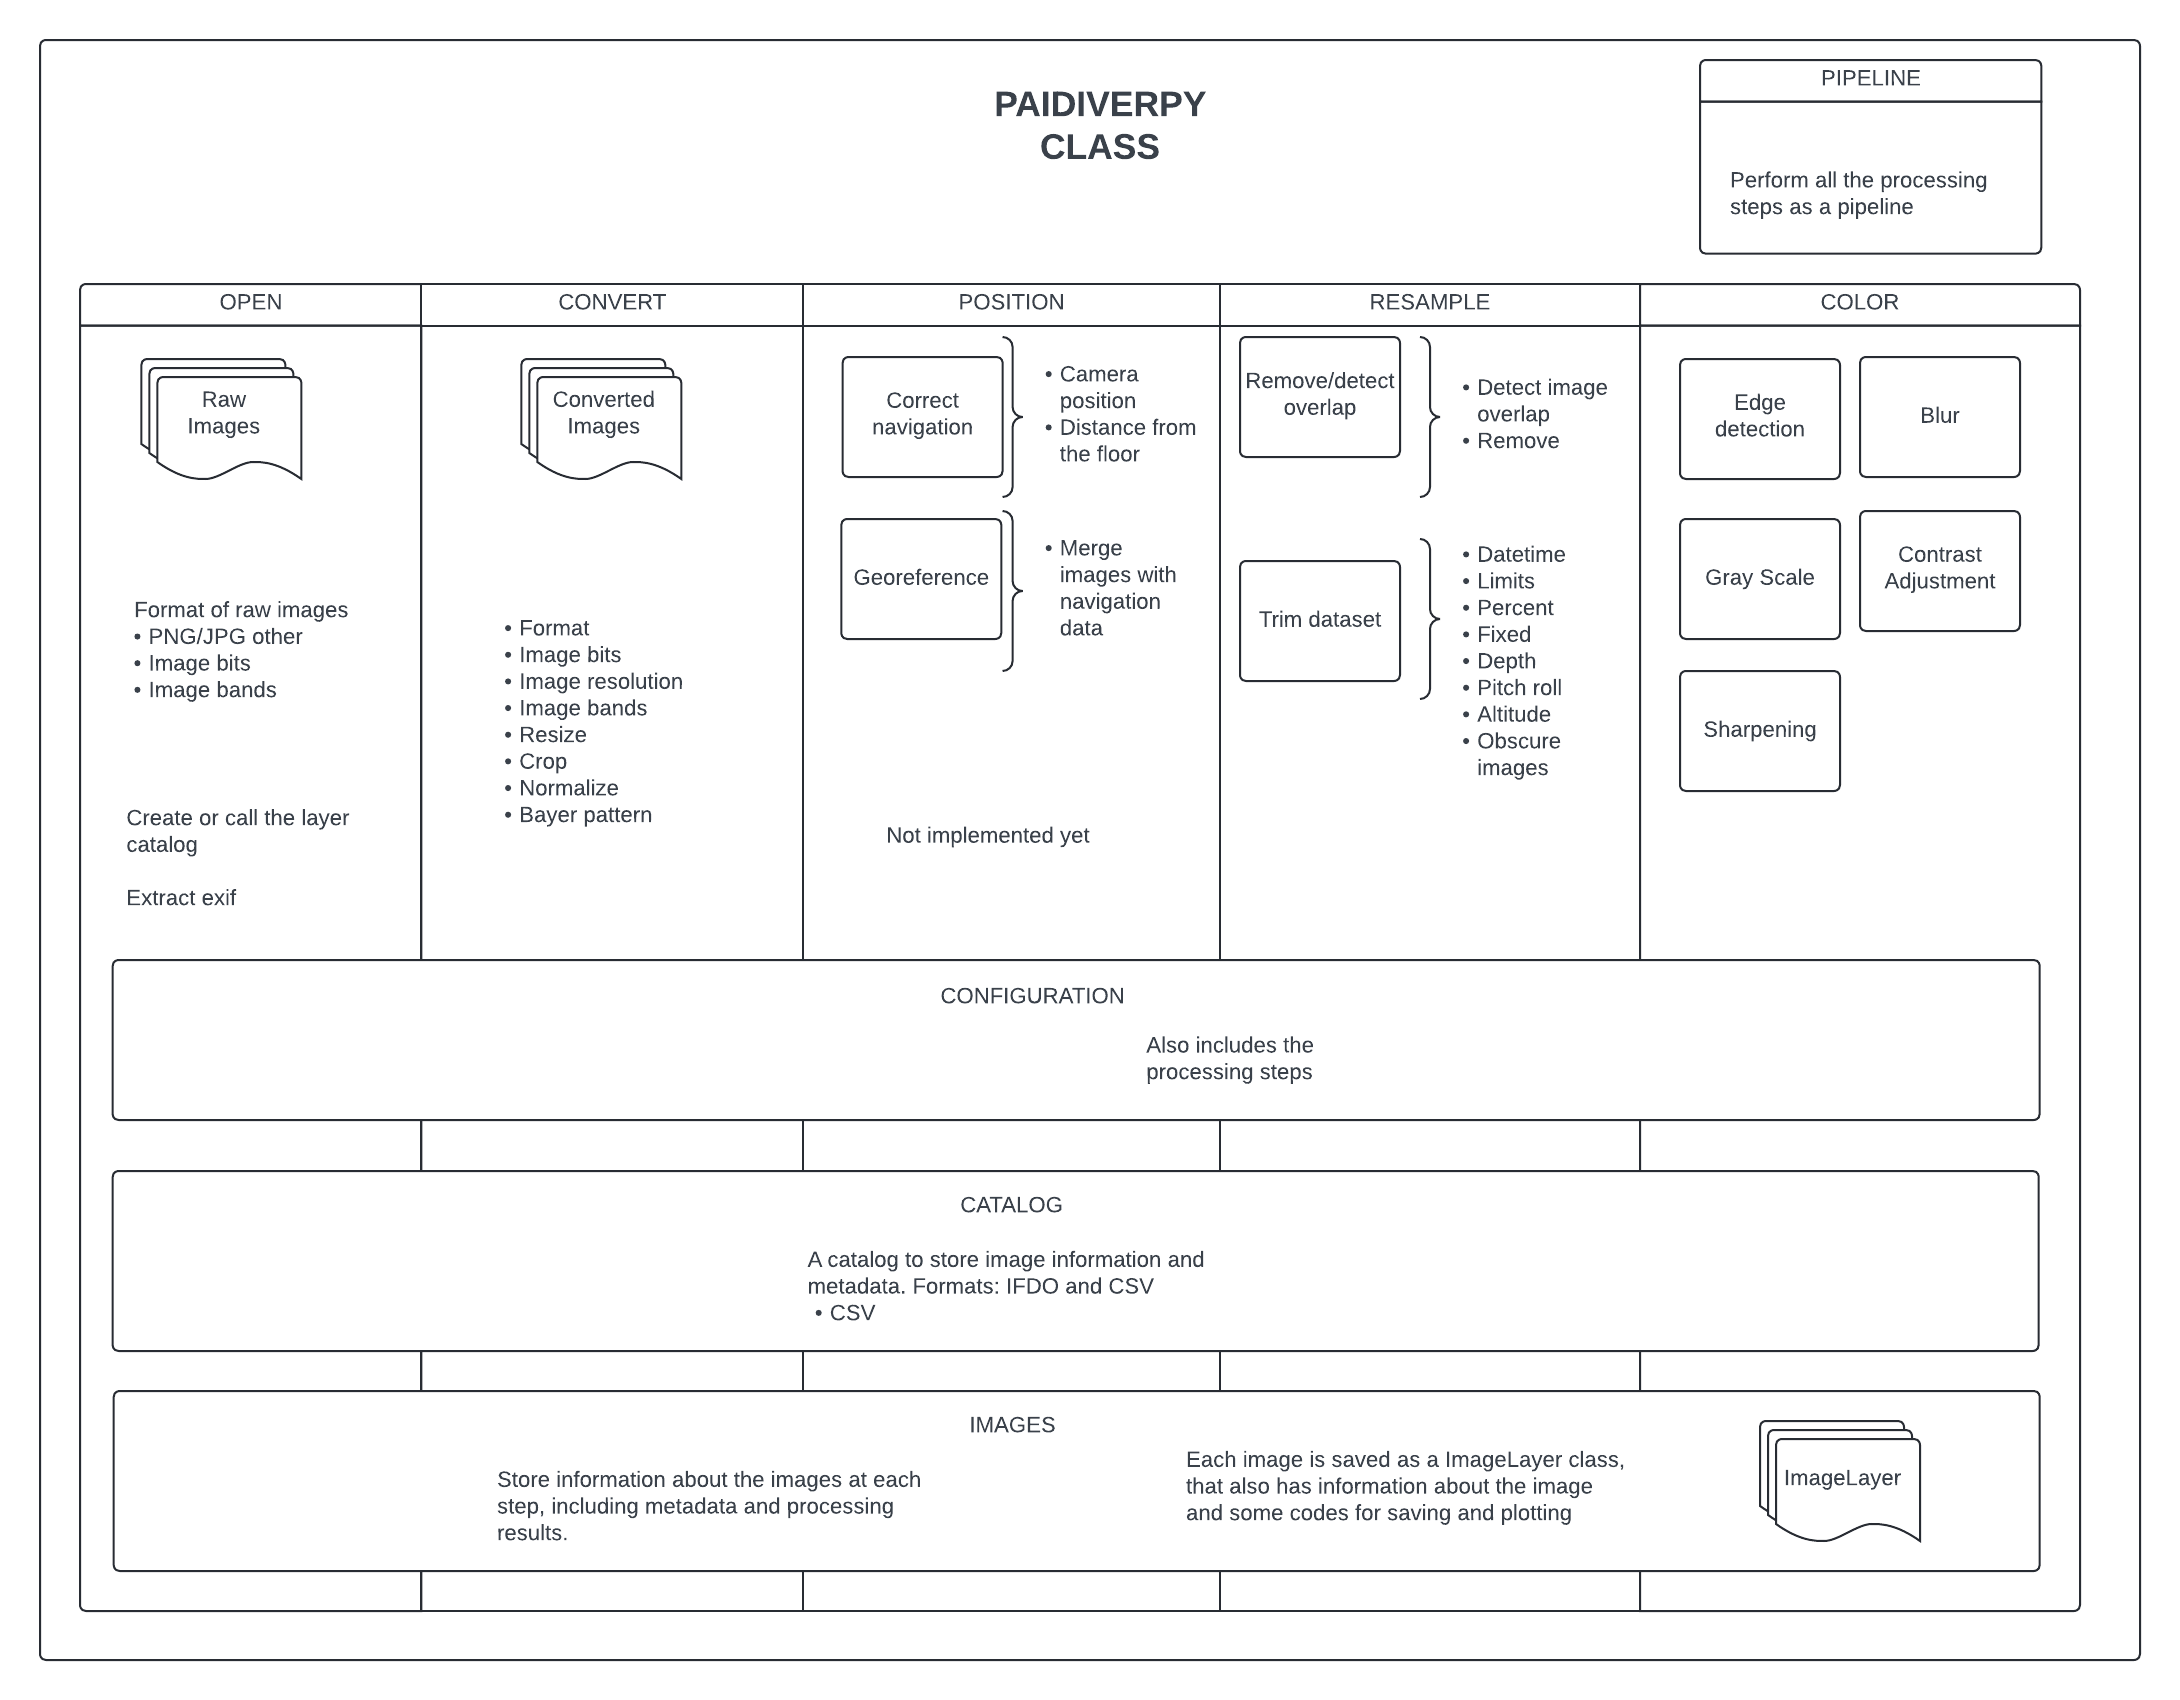 PAIDIVERPY
CLASS
PIPELINE
Perform all the processing
steps as a pipeline
OPEN
Raw
Images
Format of raw images
• PNG/JPG other
• Image bits
• Image bands
Create or call the layer
catalog
Extract exif
CONVERT
Converted
Images
• Format
• Image bits
• Image resolution
• Image bands
• Resize
• Crop
• Normalize
• Bayer pattern
POSITION
Correct
navigation
• Camera
position
• Distance from
the floor
Georeference
• Merge
images with
navigation
data
Not implemented yet
RESAMPLE
Remove/detect
overlap
• Detect image
overlap
• Remove
Trim dataset
• Datetime
• Limits
• Percent
• Fixed
• Depth
• Pitch roll
• Altitude
• Obscure
images
COLOR
Edge
detection
Blur
Gray Scale
Contrast
Adjustment
Sharpening
CONFIGURATION
Also includes the
processing steps
CATALOG
A catalog to store image information and
metadata. Formats: IFDO and CSV
• CSV
IMAGES
Store information about the images at each
step, including metadata and processing
results.
Each image is saved as a ImageLayer class,
that also has information about the image
and some codes for saving and plotting
ImageLayer